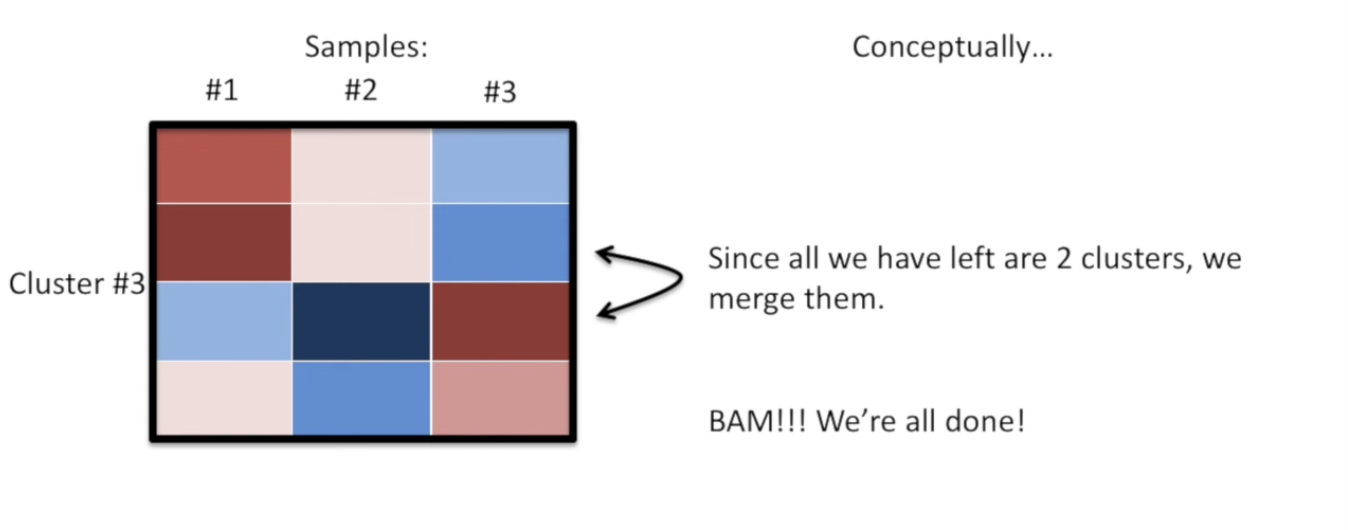 Samples:
Conceptually…
#1 #2 #3
Cluster #3
Since all we have left are 2 clusters, we
merge them.
BAM!!! We’re all done!